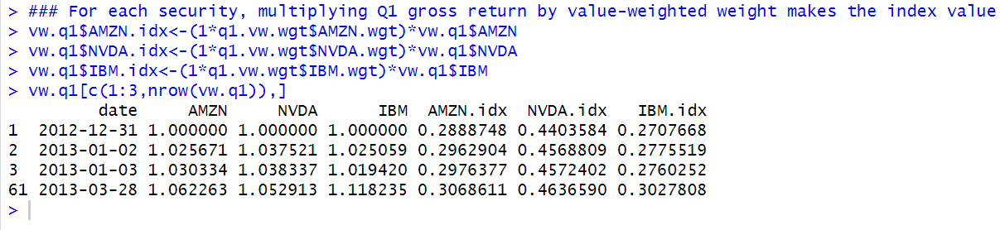 > ### For each security, multiplying Q1 gross return by value-weighted weight makes the index value
> vw.q1$AMZN.idx<-(1*q1.vw.wgt$AMZN.wgt)*vw.q1$AMZN
> vw.q1$NVDA.idx<-(1*q1.vw.wgt$NVDA.wgt)*vw.q1$NVDA
> vw.q1$IBM.idx<-(1*q1.vw.wgt$IBM.wgt)*vw.q1$IBM
> vw.q1[c(1:3,nrow(vw.q1)),]
         date     AMZN     NVDA      IBM  AMZN.idx  NVDA.idx   IBM.idx
1  2012-12-31 1.000000 1.000000 1.000000 0.2888748 0.4403584 0.2707668
2  2013-01-02 1.025671 1.037521 1.025059 0.2962904 0.4568809 0.2775519
3  2013-01-03 1.030334 1.038337 1.019420 0.2976377 0.4572402 0.2760252
61 2013-03-28 1.062263 1.052913 1.118235 0.3068611 0.4636590 0.3027808
>